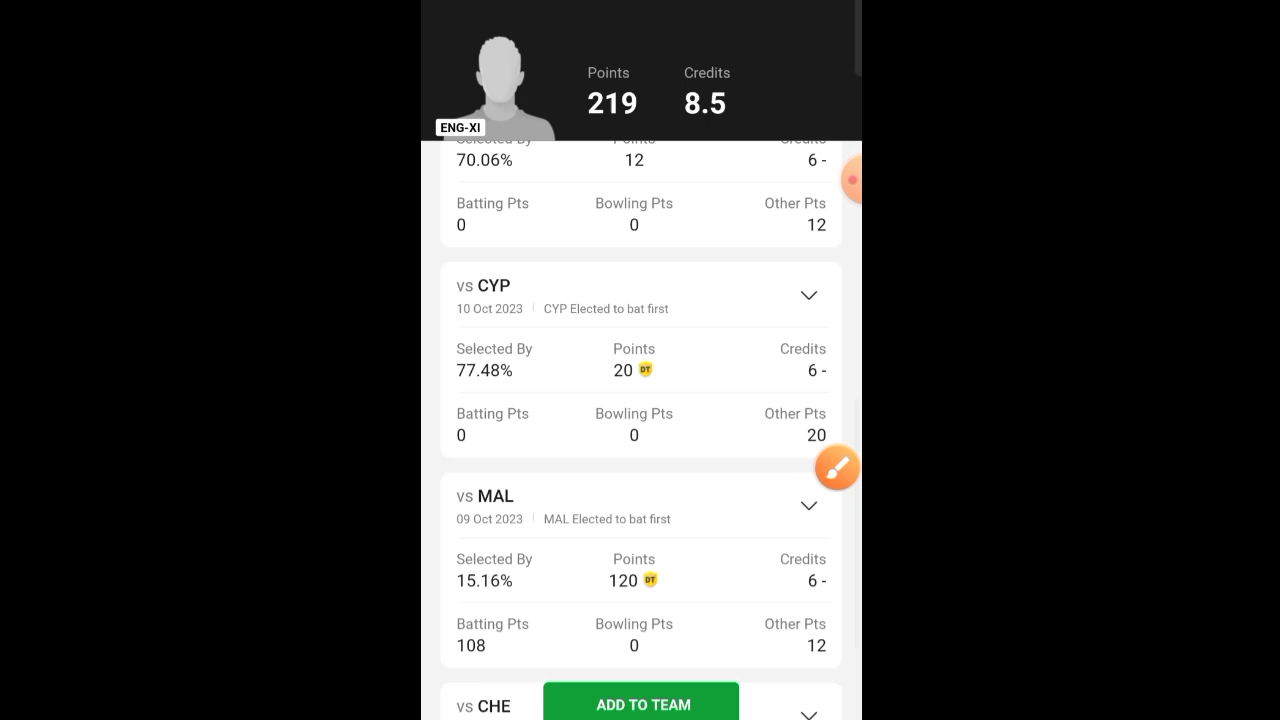 Points Credits
219 8.5
ENG-XI
Selected By Points Credits
70.06% 12 6 -
Batting Pts Bowling Pts Other Pts
0 0 12
vs CYP
10 Oct 2023 CYP Elected to bat first
Selected By Points Credits
77.48% 20 DT 6 -
Batting Pts Bowling Pts Other Pts
0 0 20
vs MAL
09 Oct 2023 MAL Elected to bat first
Selected By Points Credits
15.16% 120 DT 6 -
Batting Pts Bowling Pts Other Pts
108 0 12
vs CHE
ADD TO TEAM